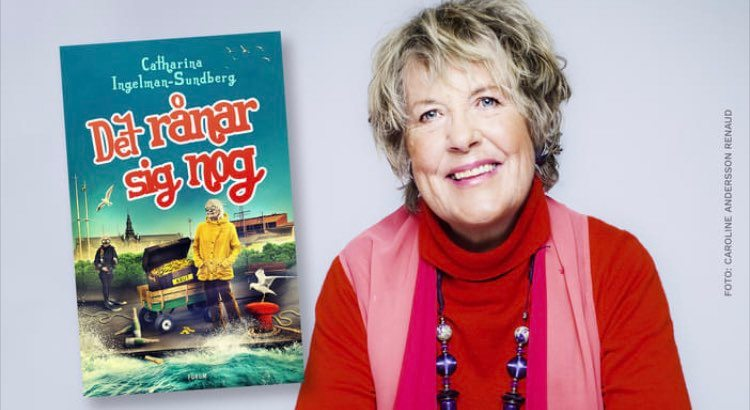 Catharina
Ingelman-Sundberg
Det rånar
sig nog
FORUM
FOTO: CAROLINE ANDERSSON RENAUD